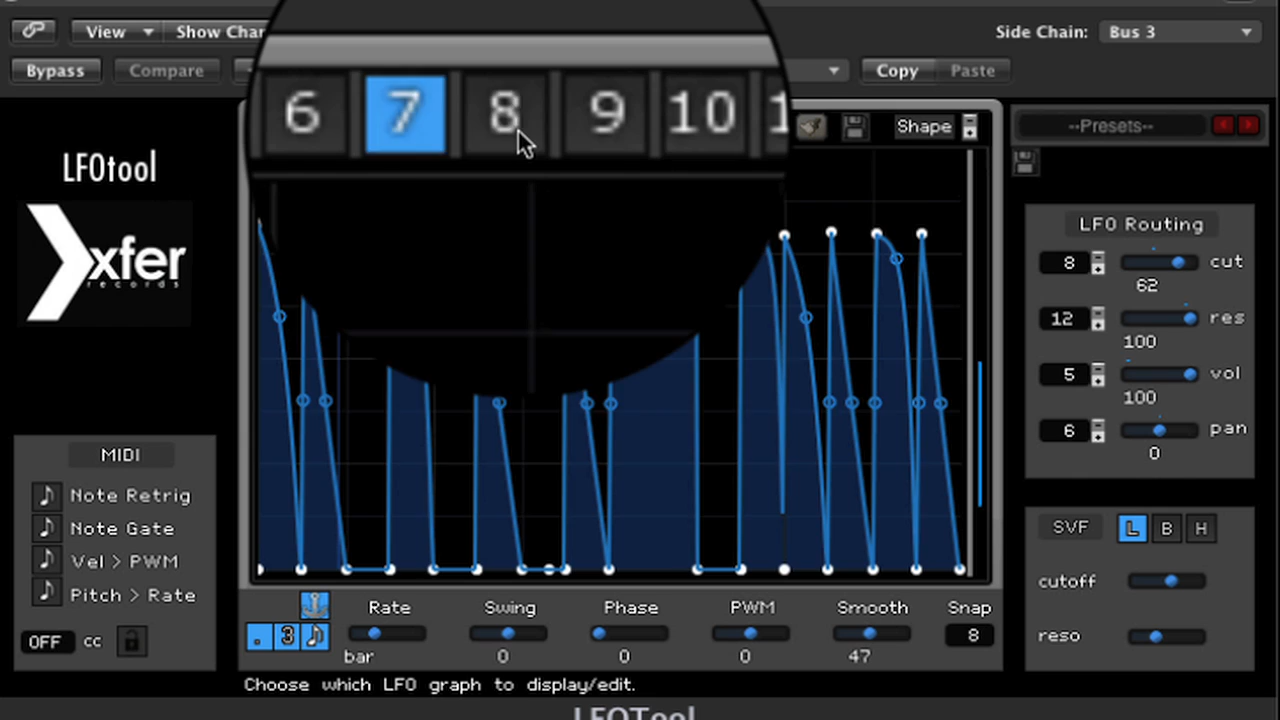 View
Show Char
Side Chain: Bus 3
Bypass Compare
Copy Paste
6 7 8 9 10
Shape
--Presets--
LFOtool
xfer
records
LFO Routing
8 cut
62
12 res
100
5 vol
100
6 pan
0
MIDI
Note Retrig
Note Gate
Vel > PWM
Pitch > Rate
OFF cc
SVF L B H
cutoff
reso
Rate Swing Phase PWM Smooth Snap
. 3
8
bar 0 0 0 47
Choose which LFO graph to display/edit.
LFOTool